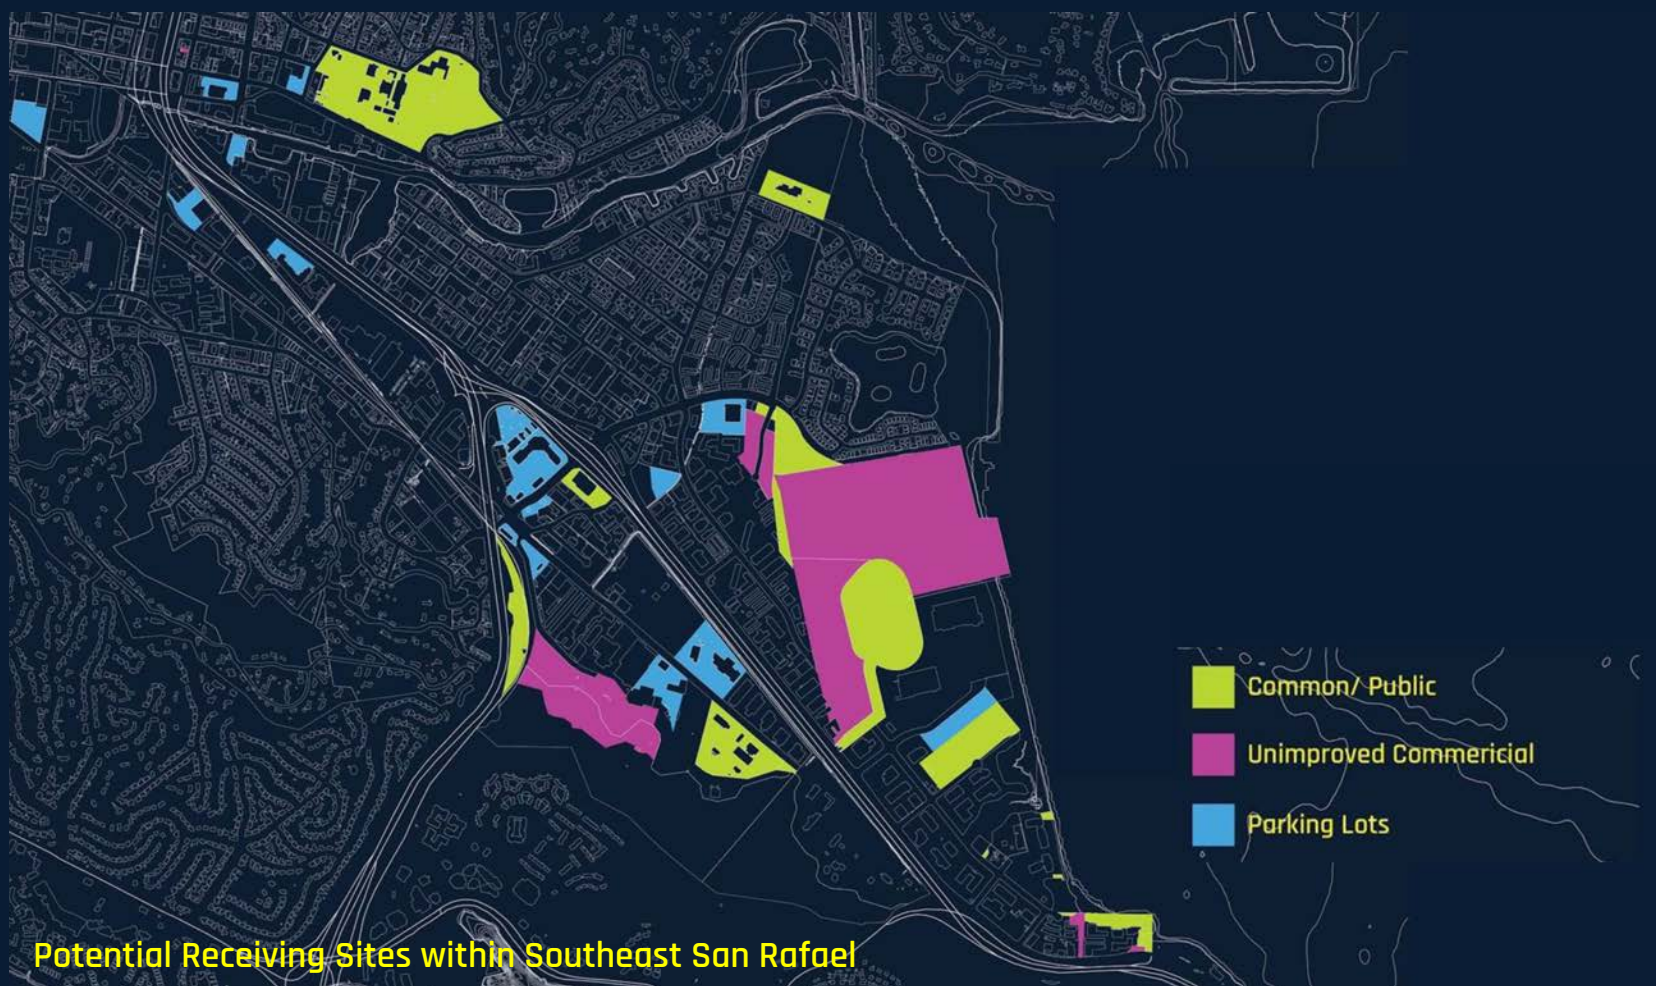 Common/ Public
Unimproved Commericial
Parking Lots
Potential Receiving Sites within Southeast San Rafael